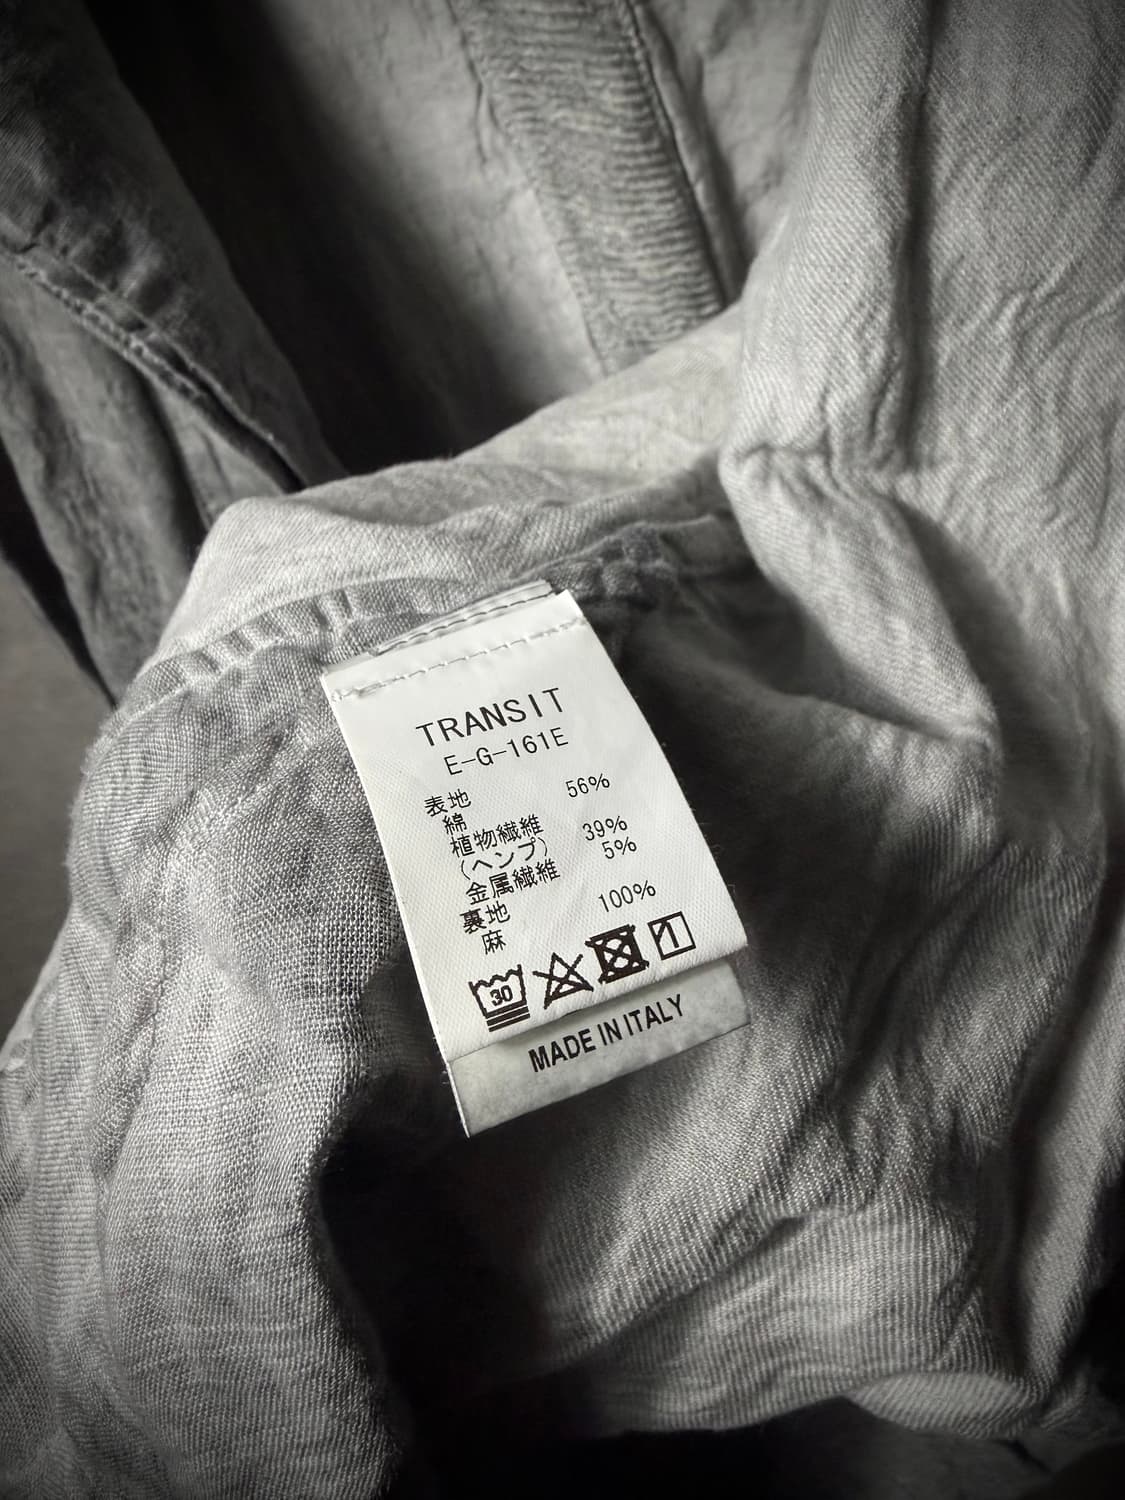 TRANSIT
E-G-161E
表地 56%
綿
植物繊維 39%
(ヘンプ) 5%
金属繊維
裏地 100%
麻
30
MADE IN ITALY